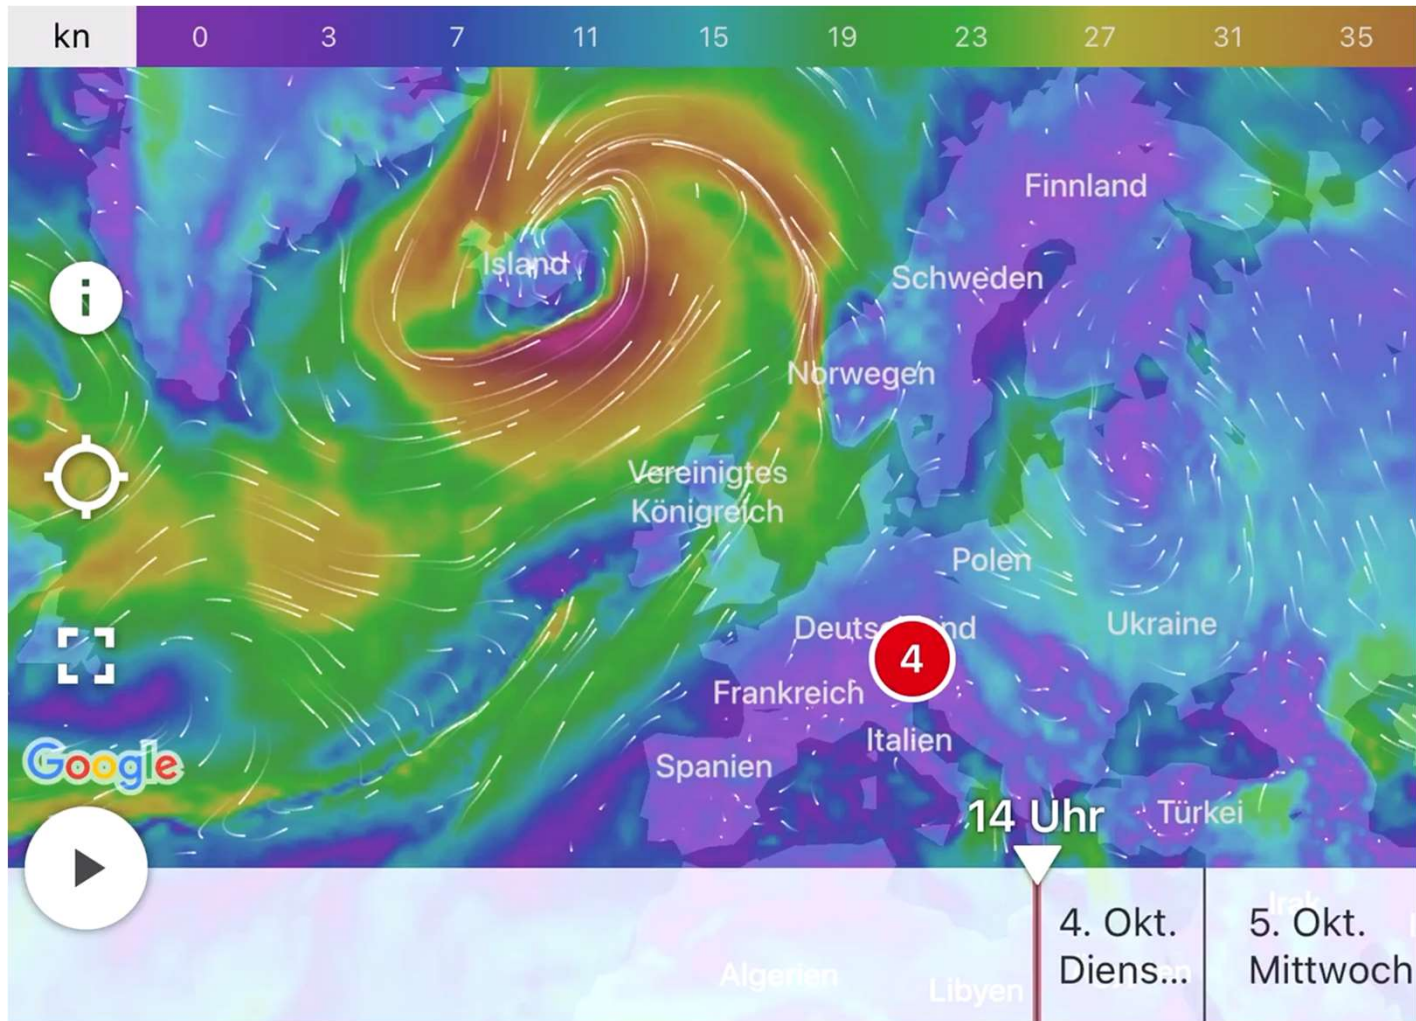 kn 0 3 7 11 15 19 23 27 31 35
Finnland
Island
Schweden
Norwegen
Vereinigtes
Königreich
Polen
Ukraine
4
Frankreich
Italien
Spanien
Google
14 Uhr
Türkei
Irak
4. Okt.
5. Okt.
Diens...
Mittwoch
Algerien
Libyen